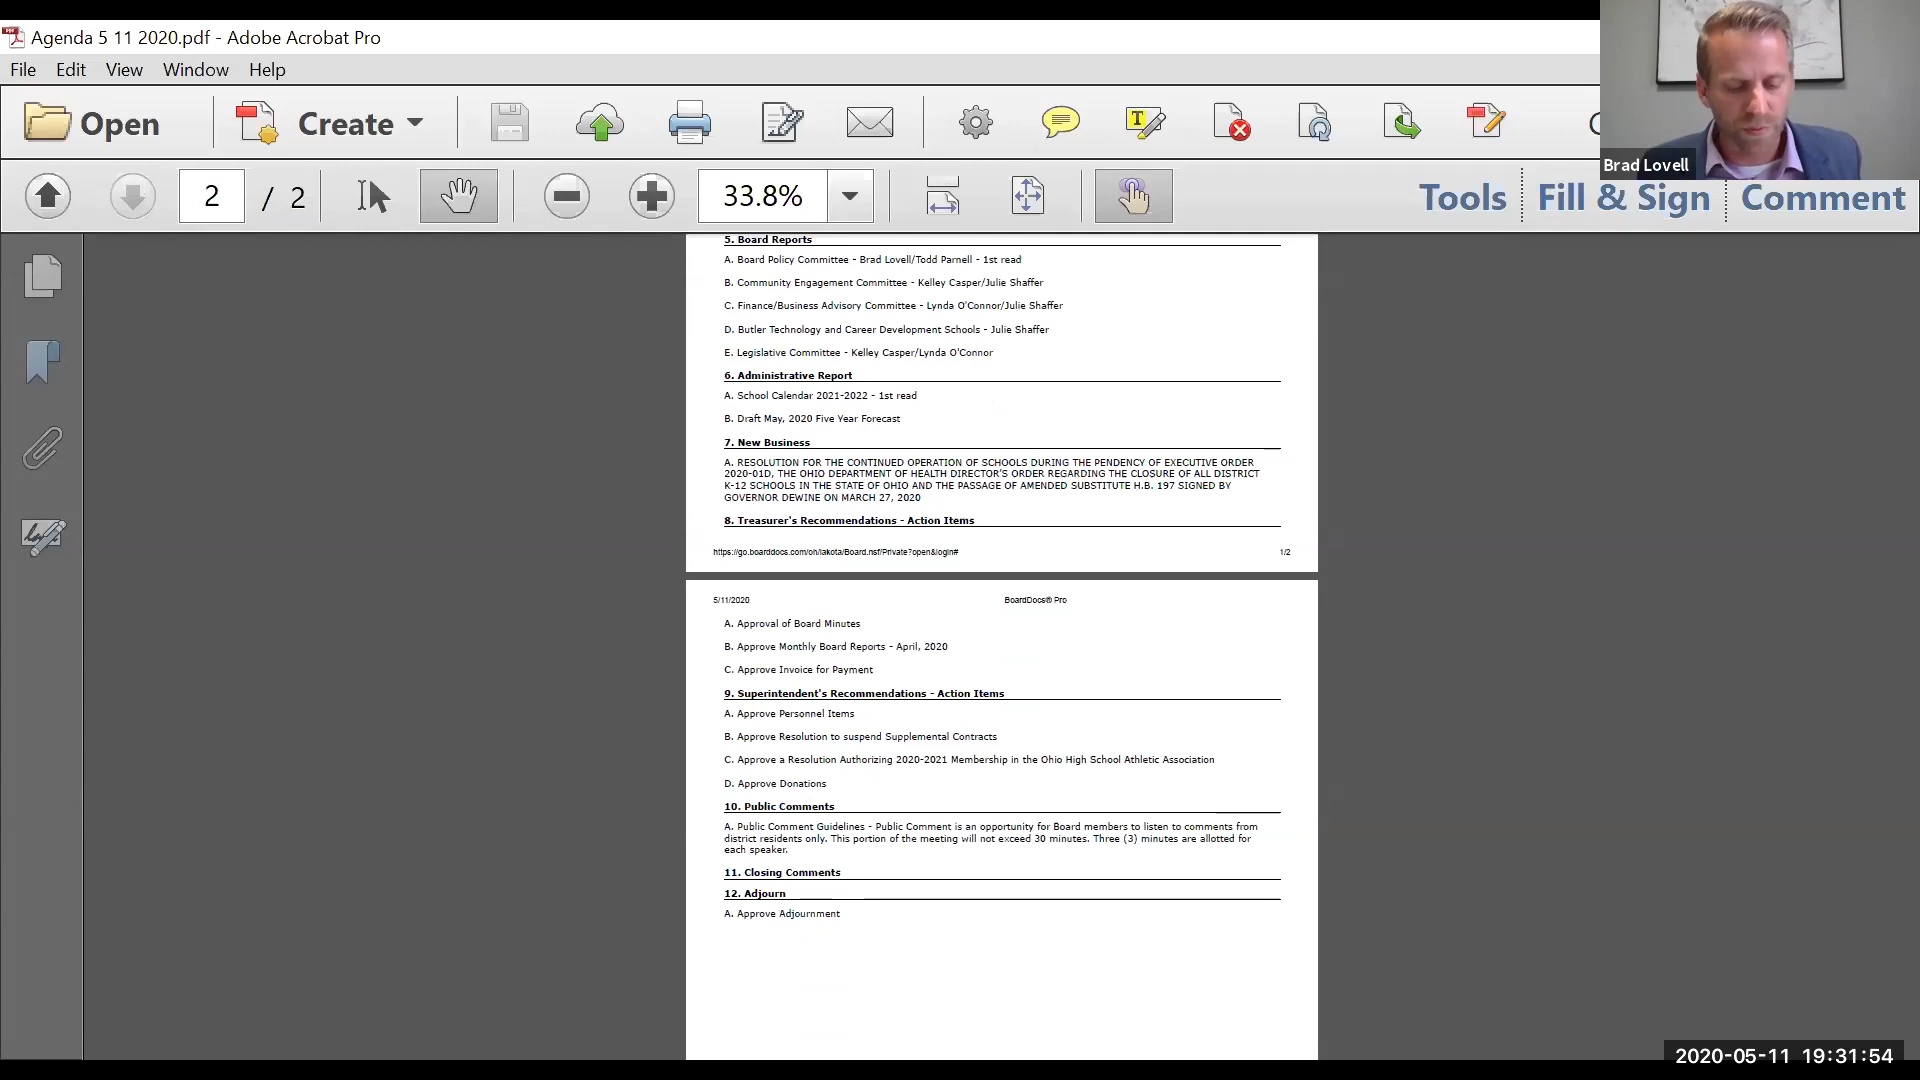 Agenda 5 11 2020.pdf - Adobe Acrobat Pro
File Edit View Window Help
Open Create
Brad Lovell
2 / 2 33.8% Tools Fill & Sign Comment
5. Board Reports
A. Board Policy Committee - Brad Lovell/Todd Parnell - 1st read
B. Community Engagement Committee - Kelley Casper/Julie Shaffer
C. Finance/Business Advisory Committee - Lynda O'Connor/Julie Shaffer
D. Butler Technology and Career Development Schools - Julie Shaffer
E. Legislative Committee - Kelley Casper/Lynda O'Connor
6. Administrative Report
A. School Calendar 2021-2022 - 1st read
B. Draft May, 2020 Five Year Forecast
7. New Business
A. RESOLUTION FOR THE CONTINUED OPERATION OF SCHOOLS DURING THE PENDENCY OF EXECUTIVE ORDER
2020-01D, THE OHIO DEPARTMENT OF HEALTH DIRECTOR'S ORDER REGARDING THE CLOSURE OF ALL DISTRICT
K-12 SCHOOLS IN THE STATE OF OHIO AND THE PASSAGE OF AMENDED SUBSTITUTE H.B. 197 SIGNED BY
GOVERNOR DEWINE ON MARCH 27, 2020
8. Treasurer's Recommendations - Action Items
https://go.boarddocs.com/oh/lakota/Board.nsf/Private?open&login# 1/2
5/11/2020 BoardDocs® Pro
A. Approval of Board Minutes
B. Approve Monthly Board Reports - April, 2020
C. Approve Invoice for Payment
9. Superintendent's Recommendations - Action Items
A. Approve Personnel Items
B. Approve Resolution to suspend Supplemental Contracts
C. Approve a Resolution Authorizing 2020-2021 Membership in the Ohio High School Athletic Association
D. Approve Donations
10. Public Comments
A. Public Comment Guidelines - Public Comment is an opportunity for Board members to listen to comments from
district residents only. This portion of the meeting will not exceed 30 minutes. Three (3) minutes are allotted for
each speaker.
11. Closing Comments
12. Adjourn
A. Approve Adjournment
2020-05-11 19:31:54